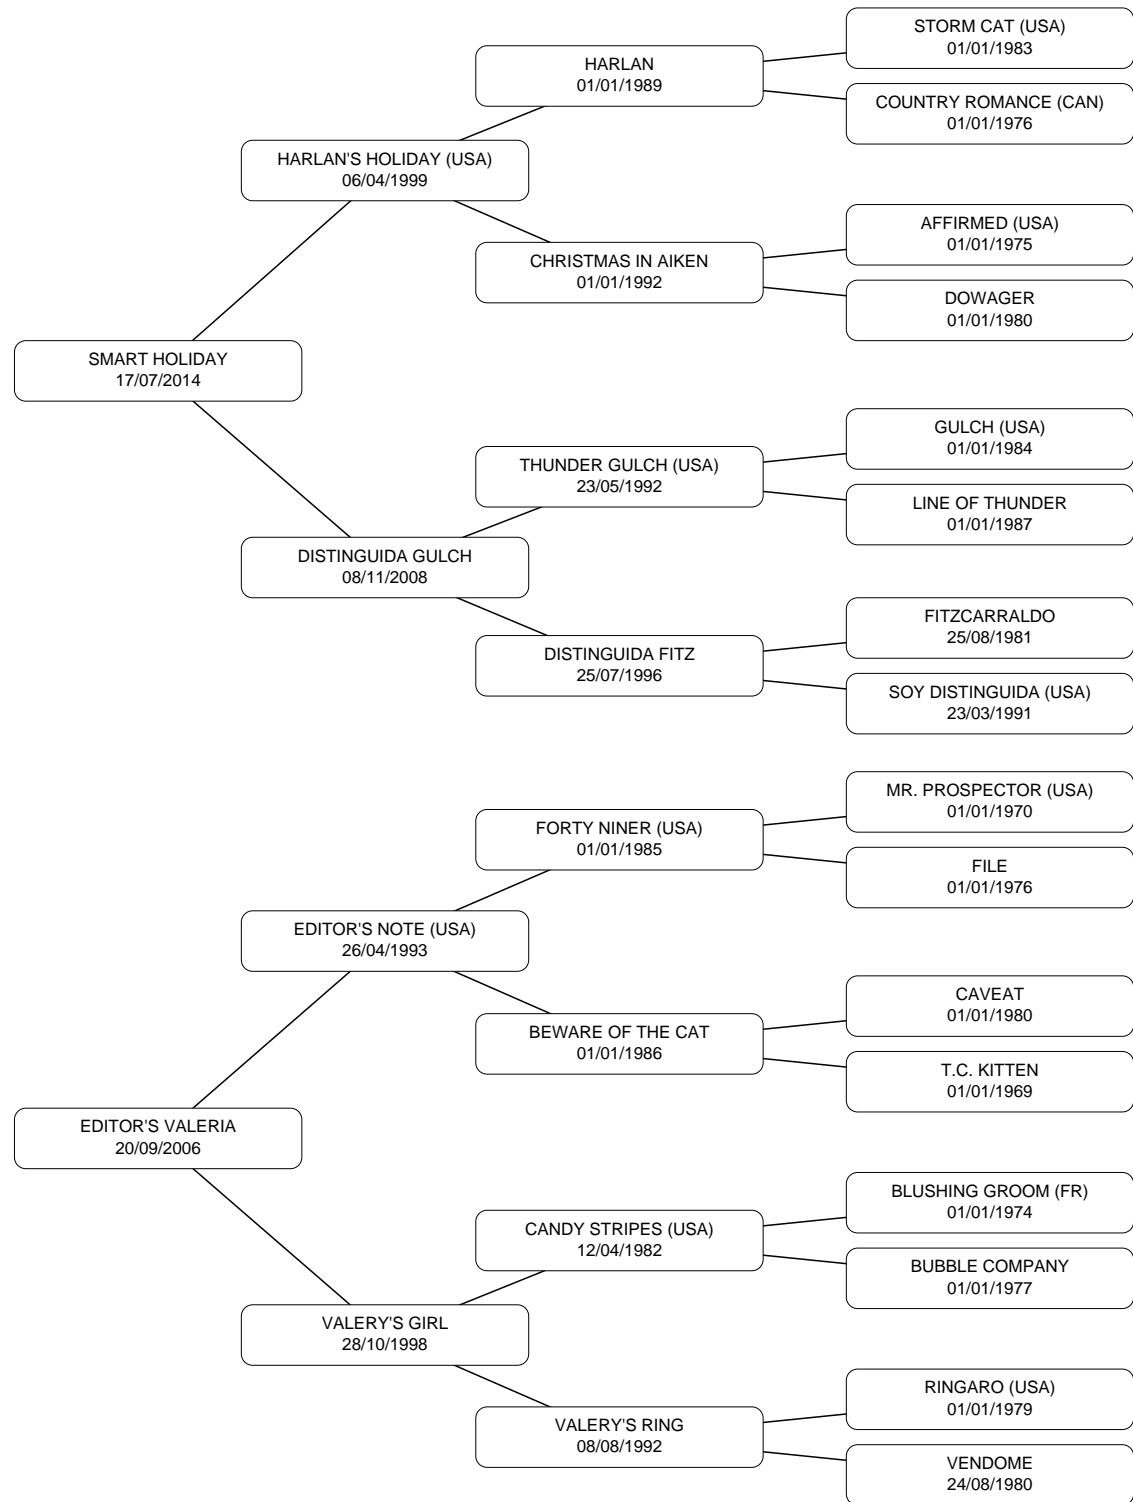 STORM CAT (USA)
01/01/1983
HARLAN
01/01/1989
COUNTRY ROMANCE (CAN)
01/01/1976
HARLAN'S HOLIDAY (USA)
06/04/1999
AFFIRMED (USA)
01/01/1975
CHRISTMAS IN AIKEN
01/01/1992
DOWAGER
01/01/1980
SMART HOLIDAY
17/07/2014
GULCH (USA)
01/01/1984
THUNDER GULCH (USA)
23/05/1992
LINE OF THUNDER
01/01/1987
DISTINGUIDA GULCH
08/11/2008
FITZCARRALDO
25/08/1981
DISTINGUIDA FITZ
25/07/1996
SOY DISTINGUIDA (USA)
23/03/1991
MR. PROSPECTOR (USA)
01/01/1970
FORTY NINER (USA)
01/01/1985
FILE
01/01/1976
EDITOR'S NOTE (USA)
26/04/1993
CAVEAT
01/01/1980
BEWARE OF THE CAT
01/01/1986
T.C. KITTEN
01/01/1969
EDITOR'S VALERIA
20/09/2006
BLUSHING GROOM (FR)
01/01/1974
CANDY STRIPES (USA)
12/04/1982
BUBBLE COMPANY
01/01/1977
VALERY'S GIRL
28/10/1998
RINGARO (USA)
01/01/1979
VALERY'S RING
08/08/1992
VENDOME
24/08/1980